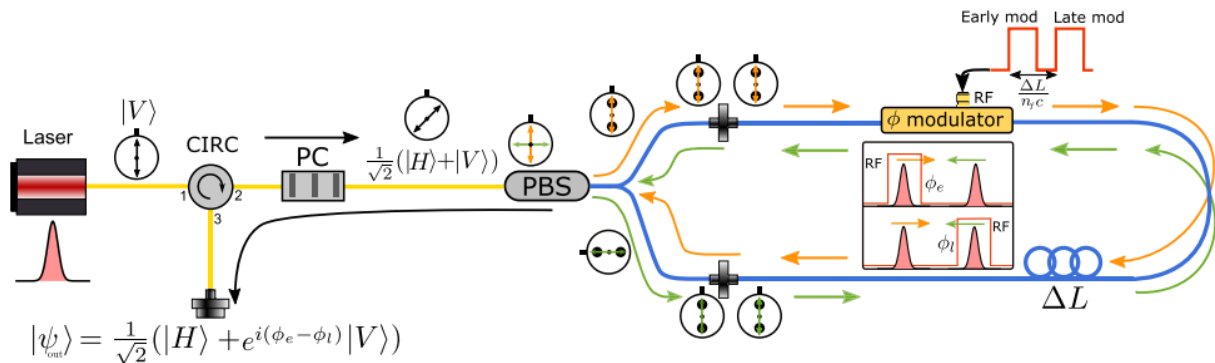 Early mod Late mod
ΔL/n_f c
RF
ϕ modulator
|V⟩
Laser
CIRC
PC
1/√2(|H⟩+|V⟩)
PBS
1
2
3
RF
ϕ_e
ϕ_l
RF
ΔL
|ψ_out⟩ = 1/√2(|H⟩ + e^{i(ϕ_e−ϕ_l)}|V⟩)